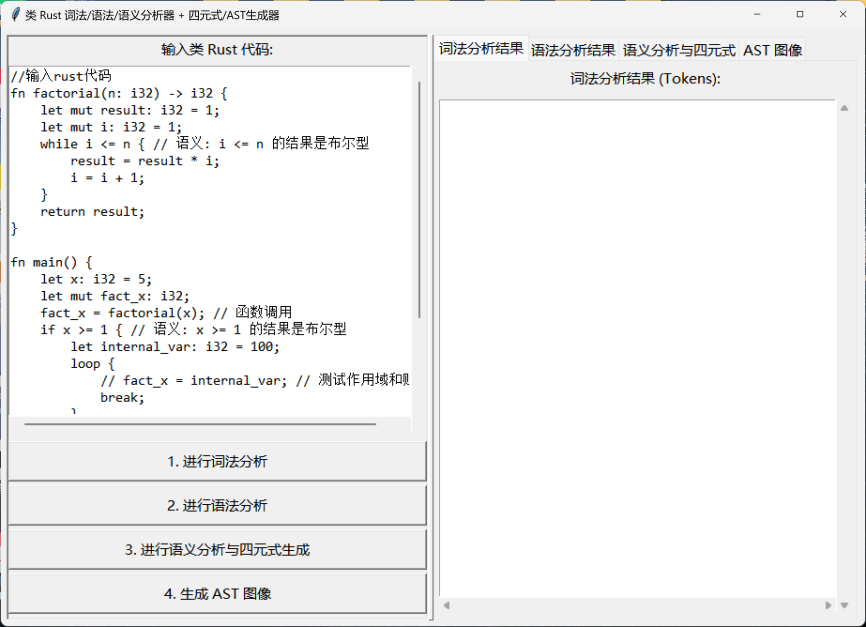 类 Rust 词法/语法/语义分析器 + 四元式/AST生成器
输入类 Rust 代码:
//输入rust代码
fn factorial(n: i32) -> i32 {
    let mut result: i32 = 1;
    let mut i: i32 = 1;
    while i <= n { // 语义: i <= n 的结果是布尔型
        result = result * i;
        i = i + 1;
    }
    return result;
}
fn main() {
    let x: i32 = 5;
    let mut fact_x: i32;
    fact_x = factorial(x); // 函数调用
    if x >= 1 { // 语义: x >= 1 的结果是布尔型
        let internal_var: i32 = 100;
        loop {
            // fact_x = internal_var; // 测试作用域和
            break;
        }
1. 进行词法分析
2. 进行语法分析
3. 进行语义分析与四元式生成
4. 生成 AST 图像
词法分析结果 语法分析结果 语义分析与四元式 AST 图像
词法分析结果 (Tokens):